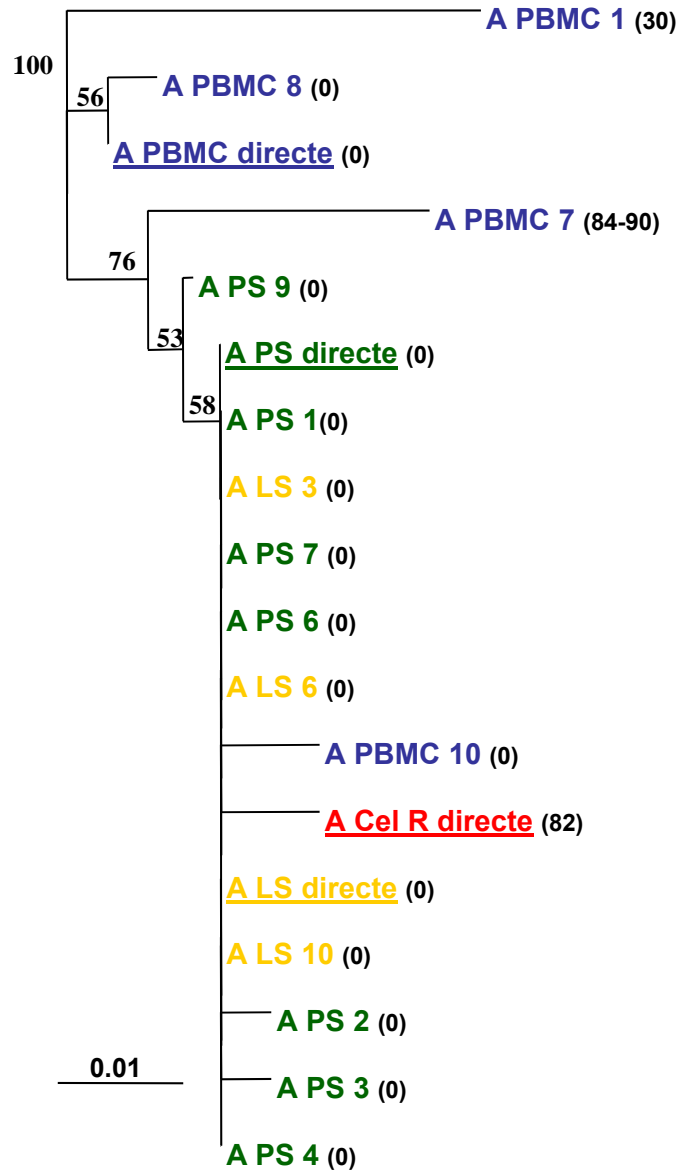 A PBMC 1 (30)
100
56
A PBMC 8 (0)
A PBMC directe (0)
A PBMC 7 (84-90)
76
A PS 9 (0)
53
A PS directe (0)
58
A PS 1(0)
A LS 3 (0)
A PS 7 (0)
A PS 6 (0)
A LS 6 (0)
A PBMC 10 (0)
A Cel R directe (82)
A LS directe (0)
A LS 10 (0)
A PS 2 (0)
0.01
A PS 3 (0)
A PS 4 (0)